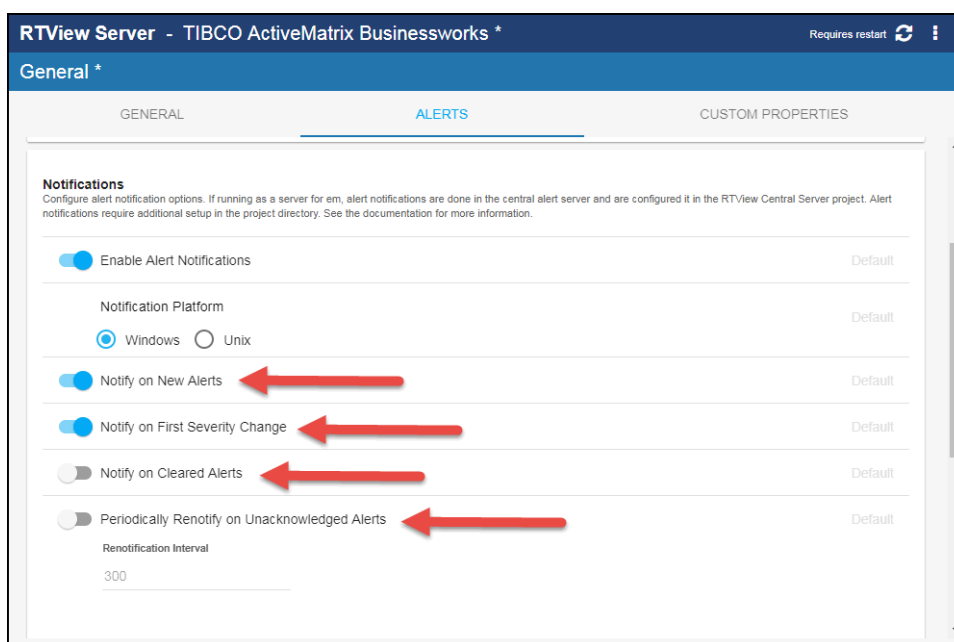 RTView Server - TIBCO ActiveMatrix Businessworks *
Requires restart
General *
GENERAL
ALERTS
CUSTOM PROPERTIES
Notifications
Configure alert notification options. If running as a server for em, alert notifications are done in the central alert server and are configured it in the RTView Central Server project. Alert
notifications require additional setup in the project directory. See the documentation for more information.
Enable Alert Notifications
Default
Notification Platform
Default
Windows
Unix
Notify on New Alerts
Default
Notify on First Severity Change
Default
Notify on Cleared Alerts
Default
Periodically Renotify on Unacknowledged Alerts
Default
Renotification Interval
300